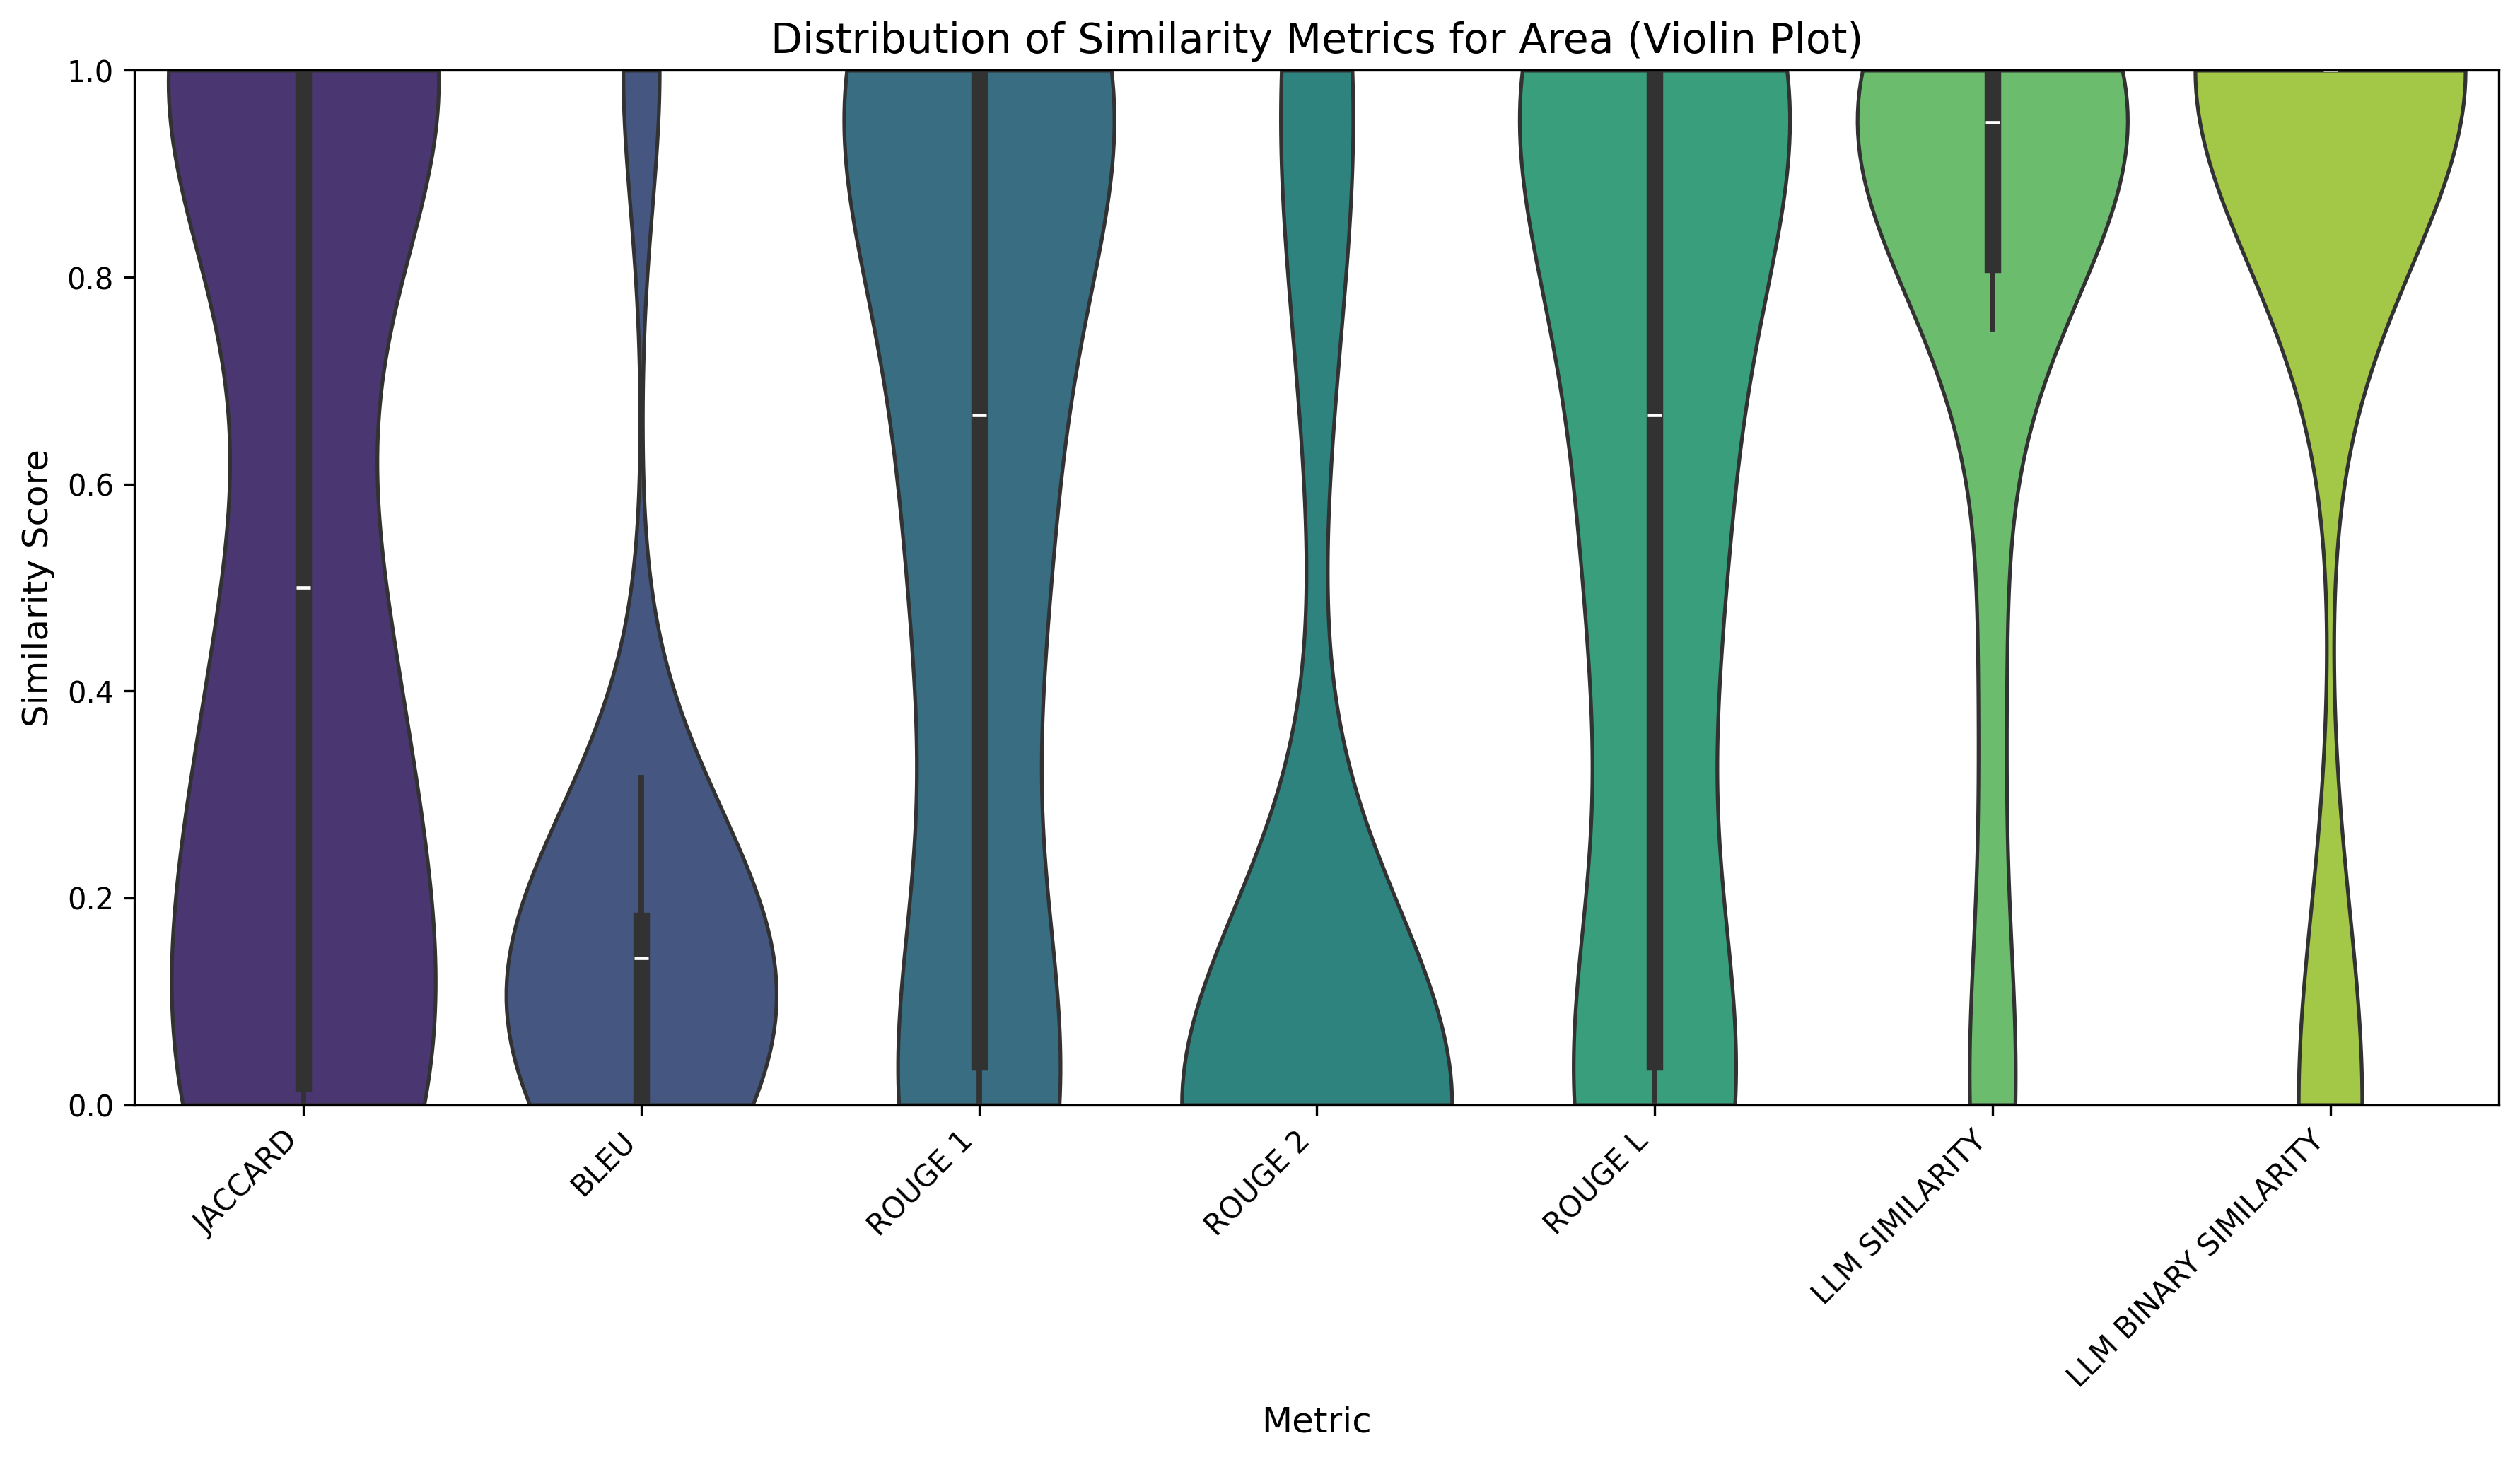 Distribution of Similarity Metrics for Area (Violin Plot)
1.0
0.8
0.6
0.4
0.2
0.0
Similarity Score
JACCARD
BLEU
ROUGE 1
ROUGE 2
ROUGE L
LLM SIMILARITY
LLM BINARY SIMILARITY
Metric